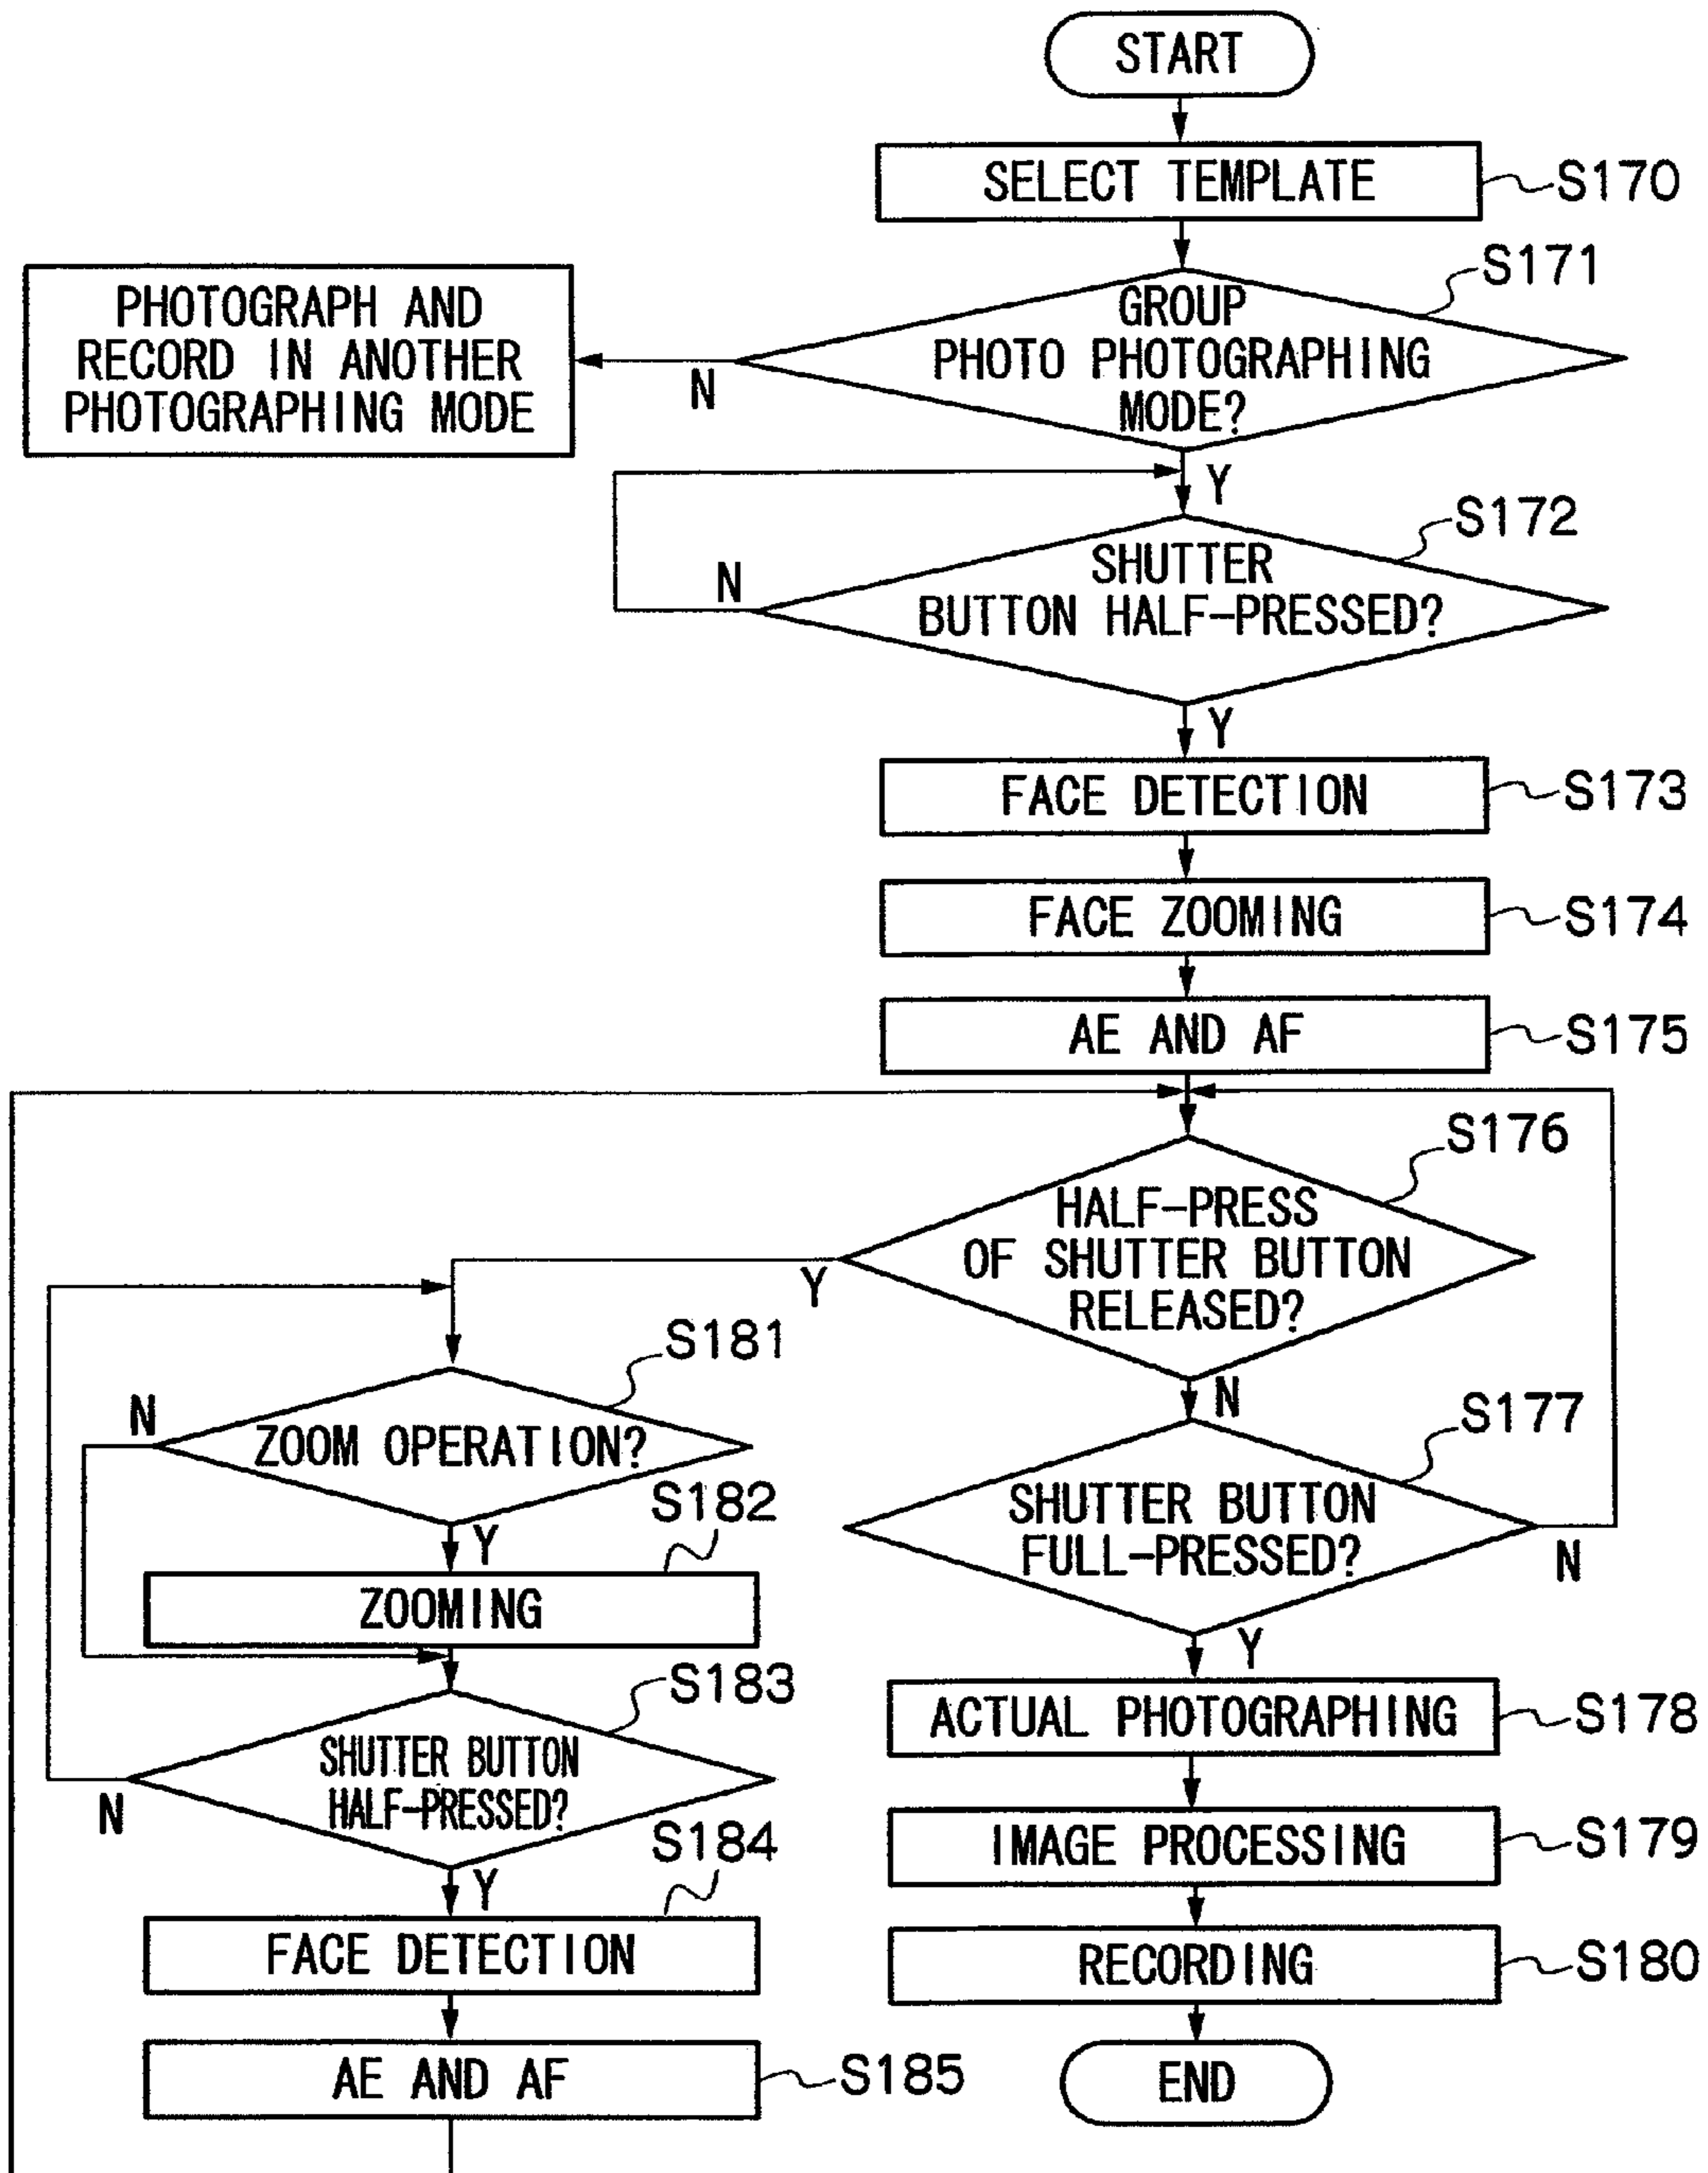 START
SELECT TEMPLATE
S170
S171
GROUP
PHOTO PHOTOGRAPHING
MODE?
N
PHOTOGRAPH AND
RECORD IN ANOTHER
PHOTOGRAPHING MODE
Y
S172
SHUTTER
BUTTON HALF-PRESSED?
N
Y
FACE DETECTION
S173
FACE ZOOMING
S174
AE AND AF
S175
S176
HALF-PRESS
OF SHUTTER BUTTON
RELEASED?
Y
N
S177
SHUTTER BUTTON
FULL-PRESSED?
N
Y
ACTUAL PHOTOGRAPHING
S178
IMAGE PROCESSING
S179
RECORDING
S180
END
S181
ZOOM OPERATION?
N
Y
S182
ZOOMING
S183
SHUTTER BUTTON
HALF-PRESSED?
N
Y
S184
FACE DETECTION
AE AND AF
S185